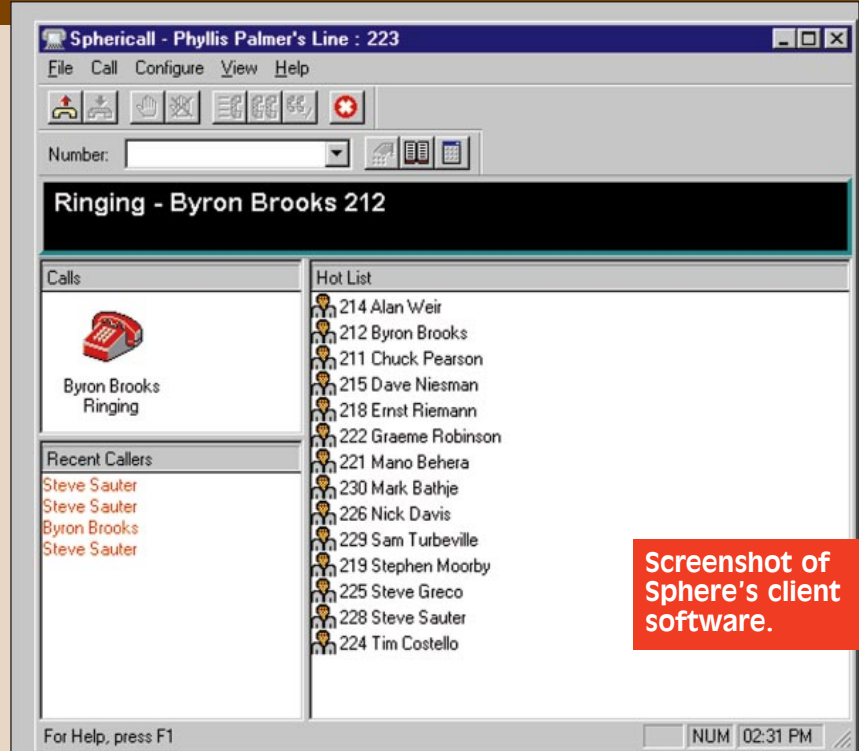 Sphericall - Phyllis Palmer's Line : 223
File Call Configure View Help
Number:
Ringing - Byron Brooks 212
Calls
Byron Brooks
Ringing
Recent Callers
Steve Sauter
Steve Sauter
Byron Brooks
Steve Sauter
Hot List
214 Alan Weir
212 Byron Brooks
211 Chuck Pearson
215 Dave Niesman
218 Ernst Riemann
222 Graeme Robinson
221 Mano Behera
230 Mark Bathje
226 Nick Davis
229 Sam Turbeville
219 Stephen Moorby
225 Steve Greco
228 Steve Sauter
224 Tim Costello
Screenshot of
Sphere's client
software.
For Help, press F1
NUM 02:31 PM